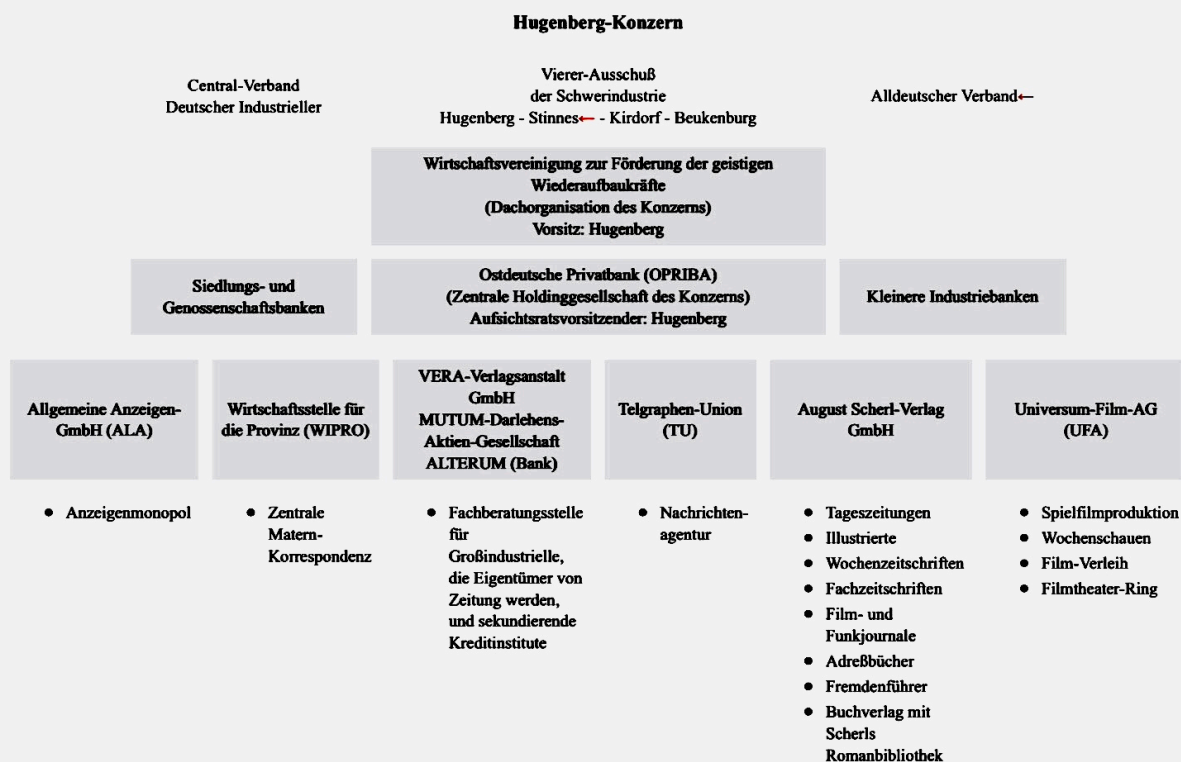 Hugenberg-Konzern
Central-Verband
Deutscher Industrieller
Vierer-Ausschuß
der Schwerindustrie
Hugenberg - Stinnes← - Kirdorf - Beukenburg
Alldeutscher Verband←
Wirtschaftsvereinigung zur Förderung der geistigen
Wiederaufbaukräfte
(Dachorganisation des Konzerns)
Vorsitz: Hugenberg
Siedlungs- und
Genossenschaftsbanken
Ostdeutsche Privatbank (OPRIBA)
(Zentrale Holdinggesellschaft des Konzerns)
Aufsichtsratsvorsitzender: Hugenberg
Kleinere Industriebanken
Allgemeine Anzeigen-
GmbH (ALA)
Wirtschaftsstelle für
die Provinz (WIPRO)
VERA-Verlagsanstalt
GmbH
MUTUM-Darlehens-
Aktien-Gesellschaft
ALTERUM (Bank)
Telgraphen-Union
(TU)
August Scherl-Verlag
GmbH
Universum-Film-AG
(UFA)
● Anzeigenmonopol
● Zentrale
Matern-
Korrespondenz
● Fachberatungsstelle
für
Großindustrielle,
die Eigentümer von
Zeitung werden,
und sekundierende
Kreditinstitute
● Nachrichten-
agentur
● Tageszeitungen
● Illustrierte
● Wochenzeitschriften
● Fachzeitschriften
● Film- und
Funkjournale
● Adreßbücher
● Fremdenführer
● Buchverlag mit
Scherls
Romanbibliothek
● Spielfilmproduktion
● Wochenschauen
● Film-Verleih
● Filmtheater-Ring